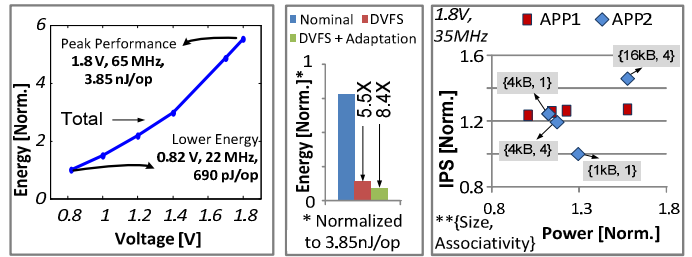 6
4
2
0
Energy [Norm.]
Peak Performance
1.8 V, 65 MHz,
3.85 nJ/op
Total
Lower Energy
0.82 V, 22 MHz,
690 pJ/op
0.8 1 1.2 1.4 1.6 1.8
Voltage [V]
Nominal DVFS
DVFS + Adaptation
1
0
Energy [Norm.]*
5.5X
8.4X
* Normalized
to 3.85nJ/op
1.8V,
35MHz
APP1 APP2
1.6
1.2
0.8
IPS [Norm.]
{16kB, 4}
{4kB, 1}
{4kB, 4}
{1kB, 1}
0.8 1.3 1.8
**{Size,
Associativity}
Power [Norm.]